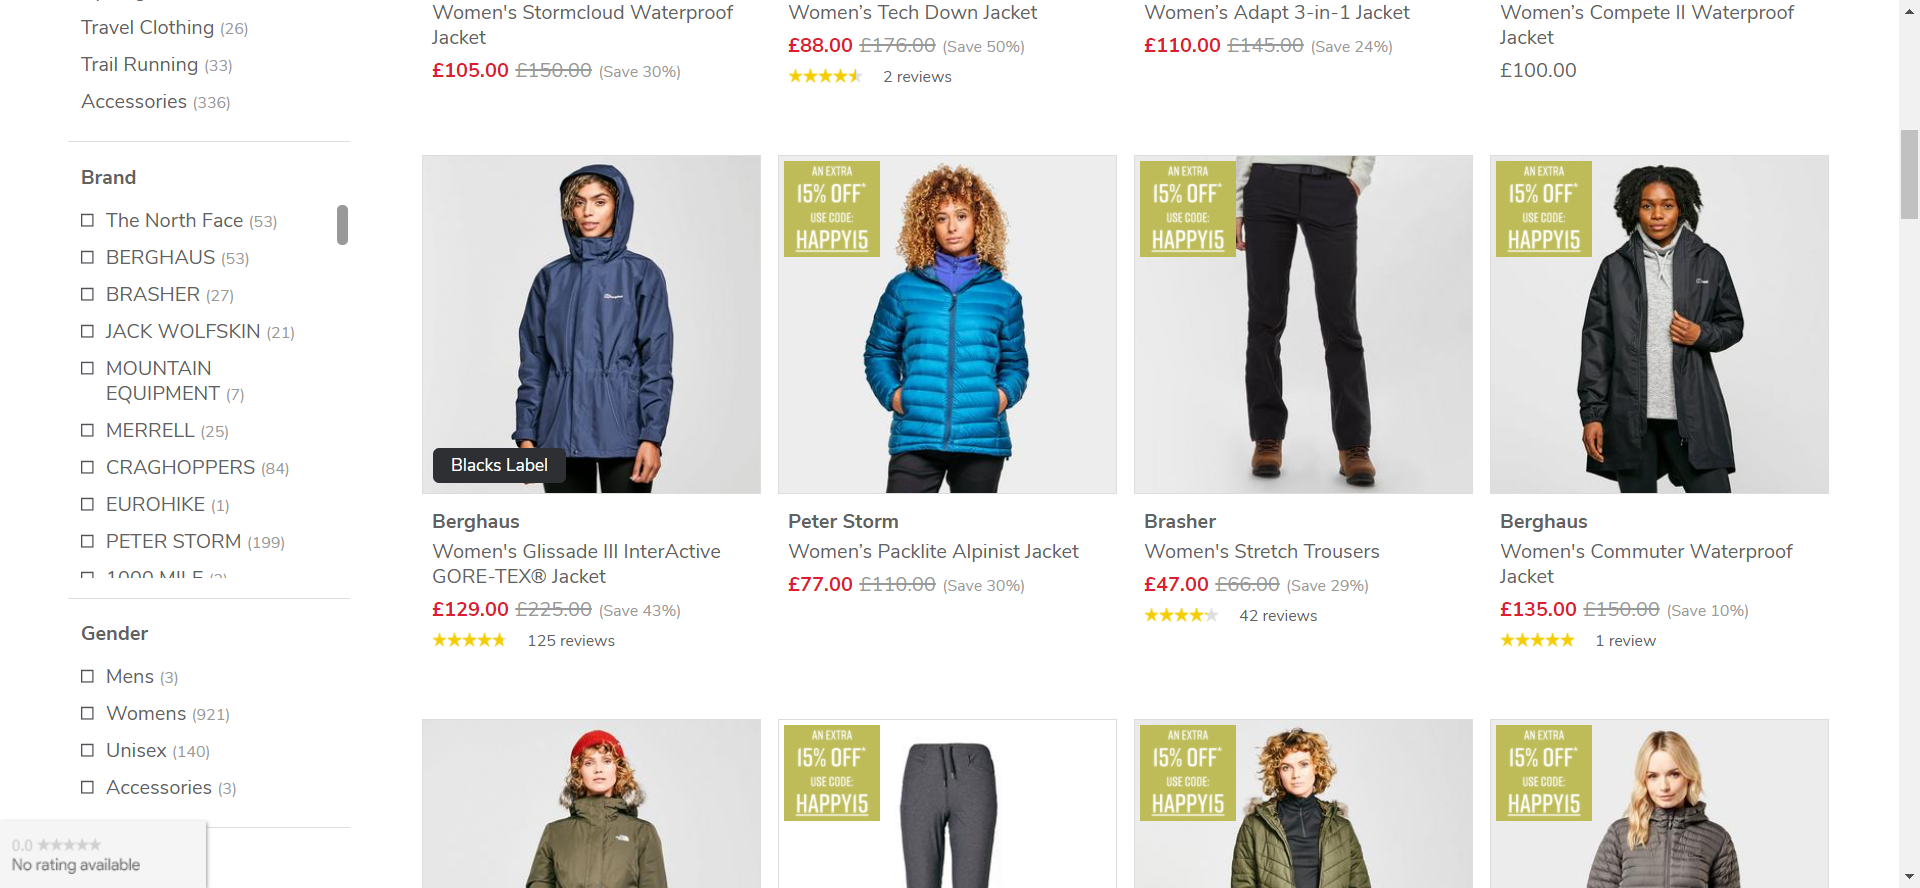 Travel Clothing (26)
Trail Running (33)
Accessories (336)
Brand
The North Face (53)
BERGHAUS (53)
BRASHER (27)
JACK WOLFSKIN (21)
MOUNTAIN
EQUIPMENT (7)
MERRELL (25)
CRAGHOPPERS (84)
EUROHIKE (1)
PETER STORM (199)
1000 MILE
Gender
Mens (3)
Womens (921)
Unisex (140)
Accessories (3)
0.0
No rating available
Women's Stormcloud Waterproof
Jacket
£105.00 £150.00 (Save 30%)
Women’s Tech Down Jacket
£88.00 £176.00 (Save 50%)
2 reviews
Women’s Adapt 3-in-1 Jacket
£110.00 £145.00 (Save 24%)
Women’s Compete II Waterproof
Jacket
£100.00
Blacks Label
Berghaus
Women's Glissade III InterActive
GORE-TEX® Jacket
£129.00 £225.00 (Save 43%)
125 reviews
AN EXTRA
15% OFF*
USE CODE:
HAPPY15
Peter Storm
Women’s Packlite Alpinist Jacket
£77.00 £110.00 (Save 30%)
AN EXTRA
15% OFF*
USE CODE:
HAPPY15
Brasher
Women's Stretch Trousers
£47.00 £66.00 (Save 29%)
42 reviews
AN EXTRA
15% OFF*
USE CODE:
HAPPY15
Berghaus
Women's Commuter Waterproof
Jacket
£135.00 £150.00 (Save 10%)
1 review
AN EXTRA
15% OFF*
USE CODE:
HAPPY15
AN EXTRA
15% OFF*
USE CODE:
HAPPY15
AN EXTRA
15% OFF*
USE CODE:
HAPPY15